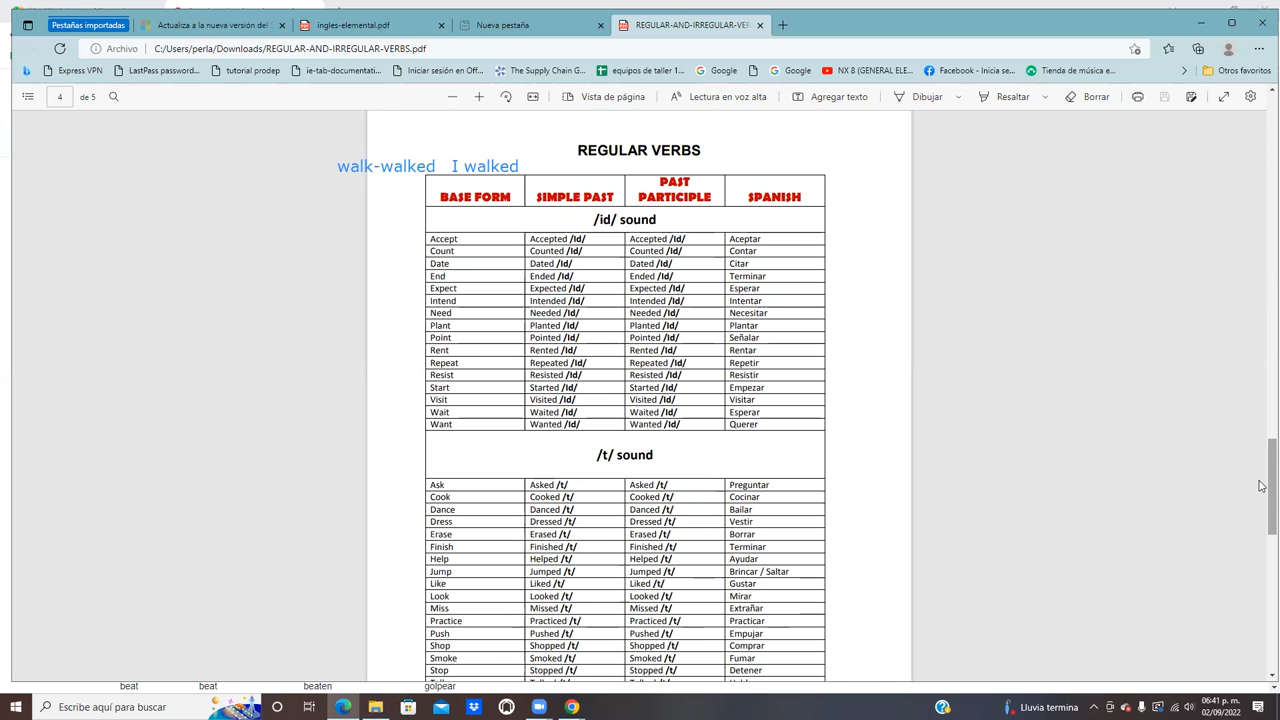 Pestañas importadas Actualiza a la nueva versión del S ingles-elemental.pdf Nueva pestaña REGULAR-AND-IRREGULAR-VER
Archivo C:/Users/perla/Downloads/REGULAR-AND-IRREGULAR-VERBS.pdf
Express VPN LastPass password... tutorial prodep ie-tab-documentati... Iniciar sesión en Off... The Supply Chain G... equipos de taller 1... Google Google NX 8 (GENERAL ELE... Facebook - Inicia se... Tienda de música e... Otros favoritos
4 de 5 Vista de página Lectura en voz alta Agregar texto Dibujar Resaltar Borrar
REGULAR VERBS
walk-walked I walked
BASE FORM SIMPLE PAST PAST PARTICIPLE SPANISH
/id/ sound
Accept Accepted /Id/ Accepted /Id/ Aceptar
Count Counted /Id/ Counted /Id/ Contar
Date Dated /Id/ Dated /Id/ Citar
End Ended /Id/ Ended /Id/ Terminar
Expect Expected /Id/ Expected /Id/ Esperar
Intend Intended /Id/ Intended /Id/ Intentar
Need Needed /Id/ Needed /Id/ Necesitar
Plant Planted /Id/ Planted /Id/ Plantar
Point Pointed /Id/ Pointed /Id/ Señalar
Rent Rented /Id/ Rented /Id/ Rentar
Repeat Repeated /Id/ Repeated /Id/ Repetir
Resist Resisted /Id/ Resisted /Id/ Resistir
Start Started /Id/ Started /Id/ Empezar
Visit Visited /Id/ Visited /Id/ Visitar
Wait Waited /Id/ Waited /Id/ Esperar
Want Wanted /Id/ Wanted /Id/ Querer
/t/ sound
Ask Asked /t/ Asked /t/ Preguntar
Cook Cooked /t/ Cooked /t/ Cocinar
Dance Danced /t/ Danced /t/ Bailar
Dress Dressed /t/ Dressed /t/ Vestir
Erase Erased /t/ Erased /t/ Borrar
Finish Finished /t/ Finished /t/ Terminar
Help Helped /t/ Helped /t/ Ayudar
Jump Jumped /t/ Jumped /t/ Brincar / Saltar
Like Liked /t/ Liked /t/ Gustar
Look Looked /t/ Looked /t/ Mirar
Miss Missed /t/ Missed /t/ Extrañar
Practice Practiced /t/ Practiced /t/ Practicar
Push Pushed /t/ Pushed /t/ Empujar
Shop Shopped /t/ Shopped /t/ Comprar
Smoke Smoked /t/ Smoked /t/ Fumar
Stop Stopped /t/ Stopped /t/ Detener
beat beat beaten golpear
Escribe aquí para buscar Lluvia termina 06:41 p. m.
02/09/2022